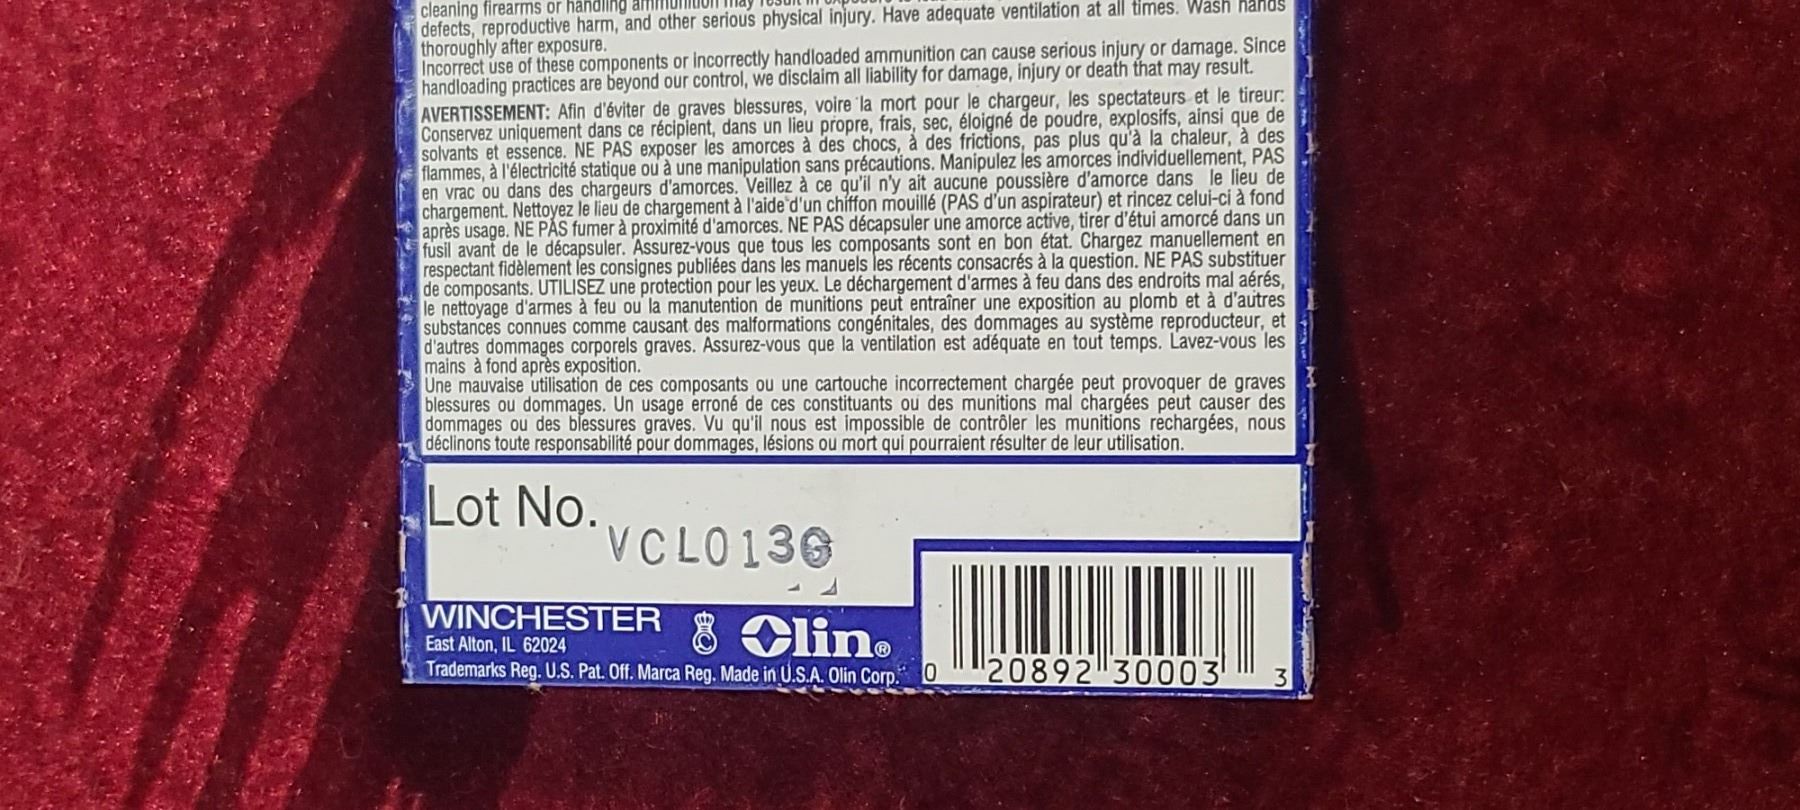 cleaning firearms or handling ammunition may result in exposure to
defects, reproductive harm, and other serious physical injury. Have adequate ventilation at all times. Wash hands
thoroughly after exposure.
Incorrect use of these components or incorrectly handloaded ammunition can cause serious injury or damage. Since
handloading practices are beyond our control, we disclaim all liability for damage, injury or death that may result.
AVERTISSEMENT: Afin d'éviter de graves blessures, voire la mort pour le chargeur, les spectateurs et le tireur:
Conservez uniquement dans ce récipient, dans un lieu propre, frais, sec, éloigné de poudre, explosifs, ainsi que de
solvants et essence. NE PAS exposer les amorces à des chocs, à des frictions, pas plus qu'à la chaleur, à des
flammes, à l'électricité statique ou à une manipulation sans précautions. Manipulez les amorces individuellement, PAS
en vrac ou dans des chargeurs d'amorces. Veillez à ce qu'il n'y ait aucune poussière d'amorce dans le lieu de
chargement. Nettoyez le lieu de chargement à l'aide d'un chiffon mouillé (PAS d'un aspirateur) et rincez celui-ci à fond
après usage. NE PAS fumer à proximité d'amorces. NE PAS décapsuler une amorce active, tirer d'étui amorcé dans un
fusil avant de le décapsuler. Assurez-vous que tous les composants sont en bon état. Chargez manuellement en
respectant fidèlement les consignes publiées dans les manuels les récents consacrés à la question. NE PAS substituer
de composants. UTILISEZ une protection pour les yeux. Le déchargement d'armes à feu dans des endroits mal aérés,
le nettoyage d'armes à feu ou la manutention de munitions peut entraîner une exposition au plomb et à d'autres
substances connues comme causant des malformations congénitales, des dommages au système reproducteur, et
d'autres dommages corporels graves. Assurez-vous que la ventilation est adéquate en tout temps. Lavez-vous les
mains à fond après exposition.
Une mauvaise utilisation de ces composants ou une cartouche incorrectement chargée peut provoquer de graves
blessures ou dommages. Un usage erroné de ces constituants ou des munitions mal chargées peut causer des
dommages ou des blessures graves. Vu qu'il nous est impossible de contrôler les munitions rechargées, nous
déclinons toute responsabilité pour dommages, lésions ou mort qui pourraient résulter de leur utilisation.
Lot No.
VCL013G
WINCHESTER
East Alton, IL 62024
Olin®
Trademarks Reg. U.S. Pat. Off. Marca Reg. Made in U.S.A. Olin Corp.
0 20892 30003 3